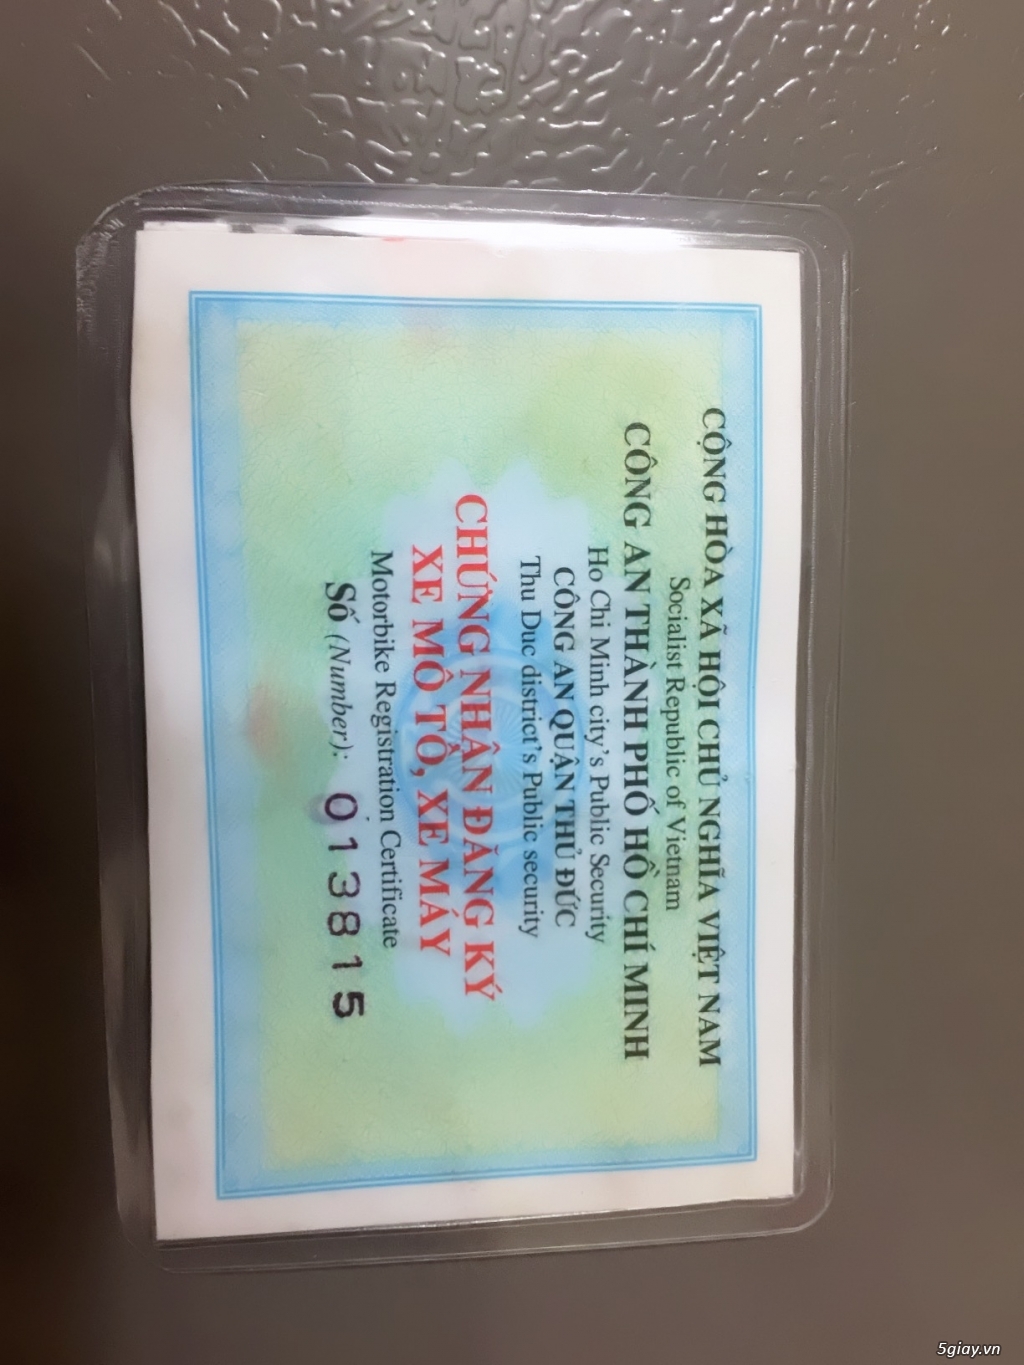 CỘNG HÒA XÃ HỘI CHỦ NGHĨA VIỆT NAM
Socialist Republic of Vietnam
CÔNG AN THÀNH PHỐ HỒ CHÍ MINH
Ho Chi Minh city's Public Security
CÔNG AN QUẬN THỦ ĐỨC
Thu Duc district's Public security
CHỨNG NHẬN ĐĂNG KÝ
XE MÔ TÔ, XE MÁY
Motorbike Registration Certificate
Số (Number): 013815
5giay.vn